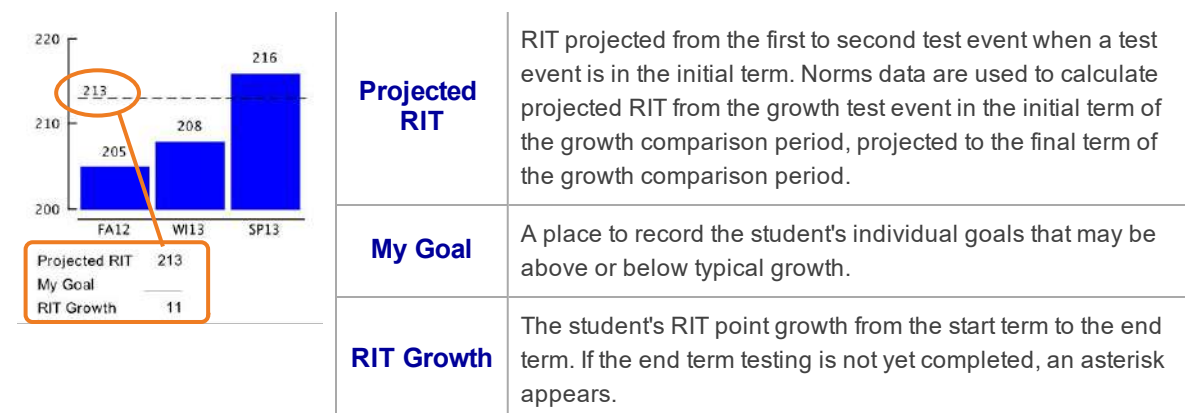 220
216
213
210
208
205
200
FA12 WI13 SP13
Projected RIT 213
My Goal
RIT Growth 11
Projected
RIT
RIT projected from the first to second test event when a test
event is in the initial term. Norms data are used to calculate
projected RIT from the growth test event in the initial term of
the growth comparison period, projected to the final term of
the growth comparison period.
My Goal
A place to record the student's individual goals that may be
above or below typical growth.
RIT Growth
The student's RIT point growth from the start term to the end
term. If the end term testing is not yet completed, an asterisk
appears.